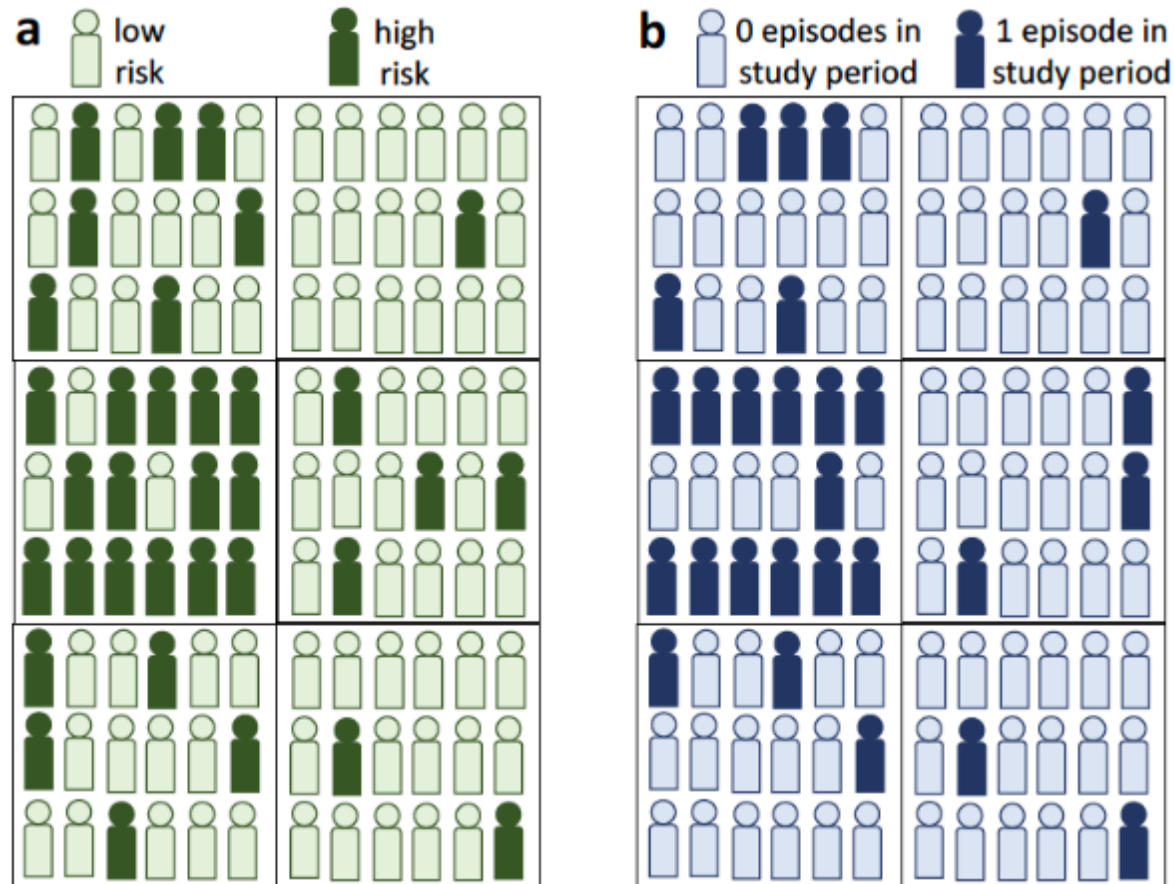 a low risk high risk
b 0 episodes in study period 1 episode in study period